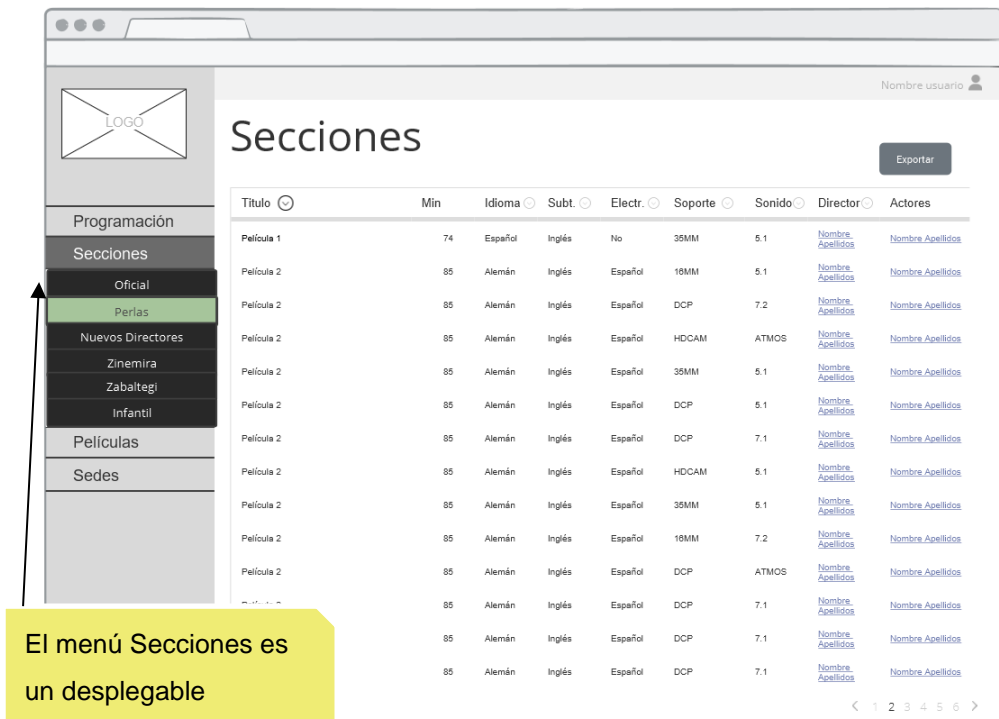 Nombre usuario
LOGO
Secciones
Exportar
Programación
Secciones
Oficial
Perlas
Nuevos Directores
Zinemira
Zabaltegi
Infantil
Películas
Sedes
Titulo Min Idioma Subt. Electr. Soporte Sonido Director Actores
Película 1 74 Español Inglés No 35MM 5.1 Nombre Apellidos Nombre Apellidos
Película 2 85 Alemán Inglés Español 16MM 5.1 Nombre Apellidos Nombre Apellidos
Película 2 85 Alemán Inglés Español DCP 7.2 Nombre Apellidos Nombre Apellidos
Película 2 85 Alemán Inglés Español HDCAM ATMOS Nombre Apellidos Nombre Apellidos
Película 2 85 Alemán Inglés Español 35MM 5.1 Nombre Apellidos Nombre Apellidos
Película 2 85 Alemán Inglés Español DCP 5.1 Nombre Apellidos Nombre Apellidos
Película 2 85 Alemán Inglés Español DCP 7.1 Nombre Apellidos Nombre Apellidos
Película 2 85 Alemán Inglés Español HDCAM 5.1 Nombre Apellidos Nombre Apellidos
Película 2 85 Alemán Inglés Español 35MM 5.1 Nombre Apellidos Nombre Apellidos
Película 2 85 Alemán Inglés Español 16MM 7.2 Nombre Apellidos Nombre Apellidos
Película 2 85 Alemán Inglés Español DCP ATMOS Nombre Apellidos Nombre Apellidos
85 Alemán Inglés Español DCP 7.1 Nombre Apellidos Nombre Apellidos
85 Alemán Inglés Español DCP 7.1 Nombre Apellidos Nombre Apellidos
85 Alemán Inglés Español DCP 7.1 Nombre Apellidos Nombre Apellidos
El menú Secciones es
un desplegable
< 1 2 3 4 5 6 >